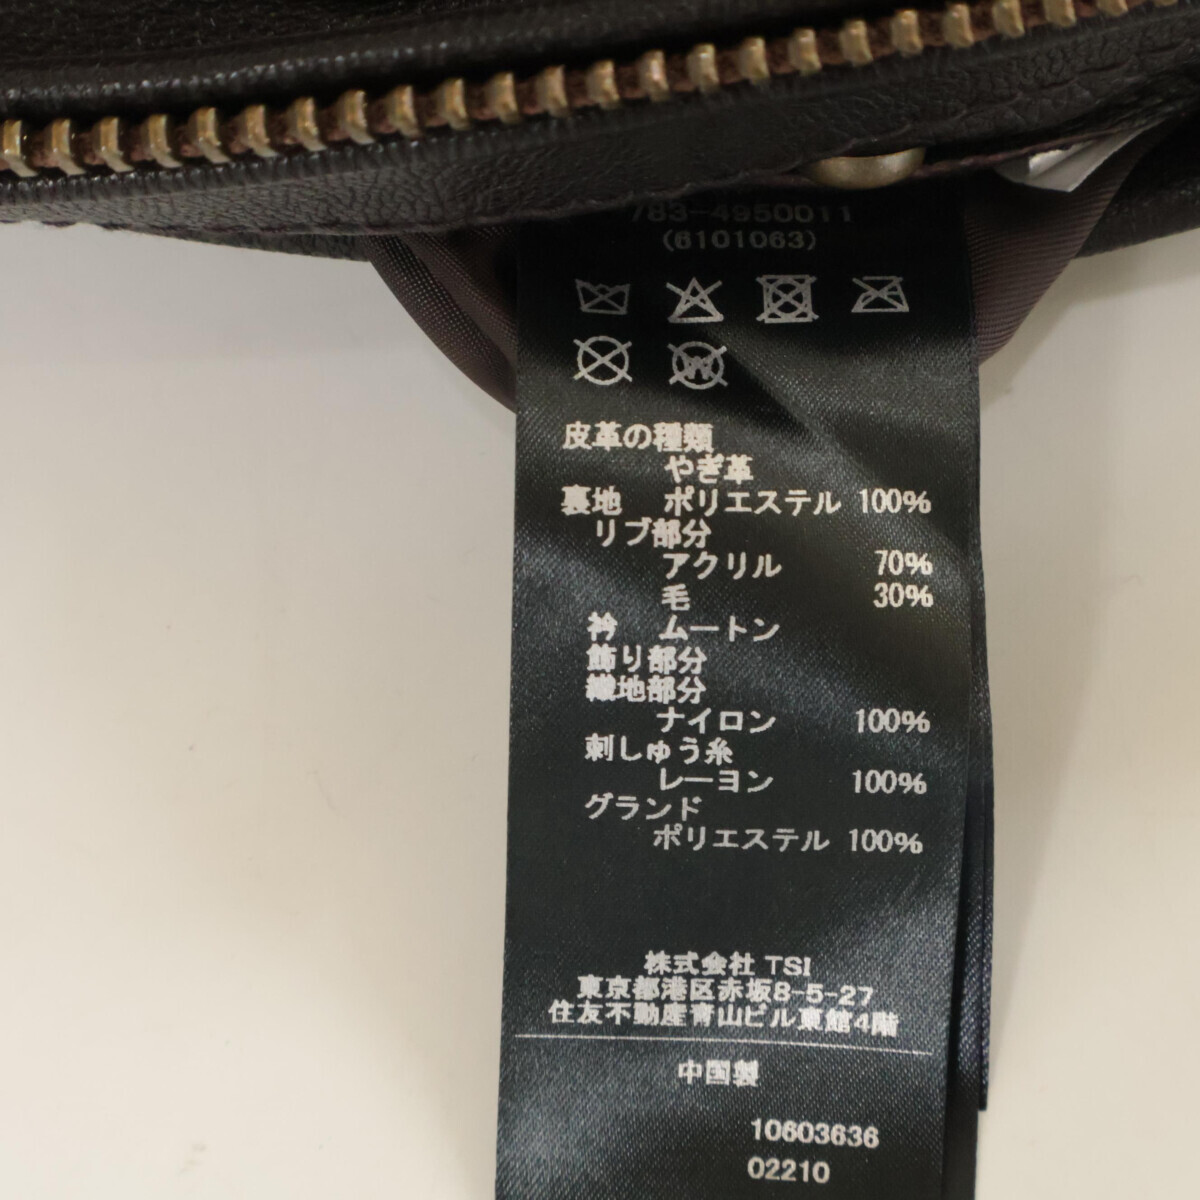 783-4950011
(6101063)
皮革の種類
やぎ革
裏地 ポリエステル 100%
リブ部分
アクリル 70%
毛 30%
衿 ムートン
飾り部分
織地部分
ナイロン 100%
刺しゅう糸
レーヨン 100%
グランド
ポリエステル 100%
株式会社 TSI
東京都港区赤坂8-5-27
住友不動産青山ビル東館4階
中国製
10603636
02210